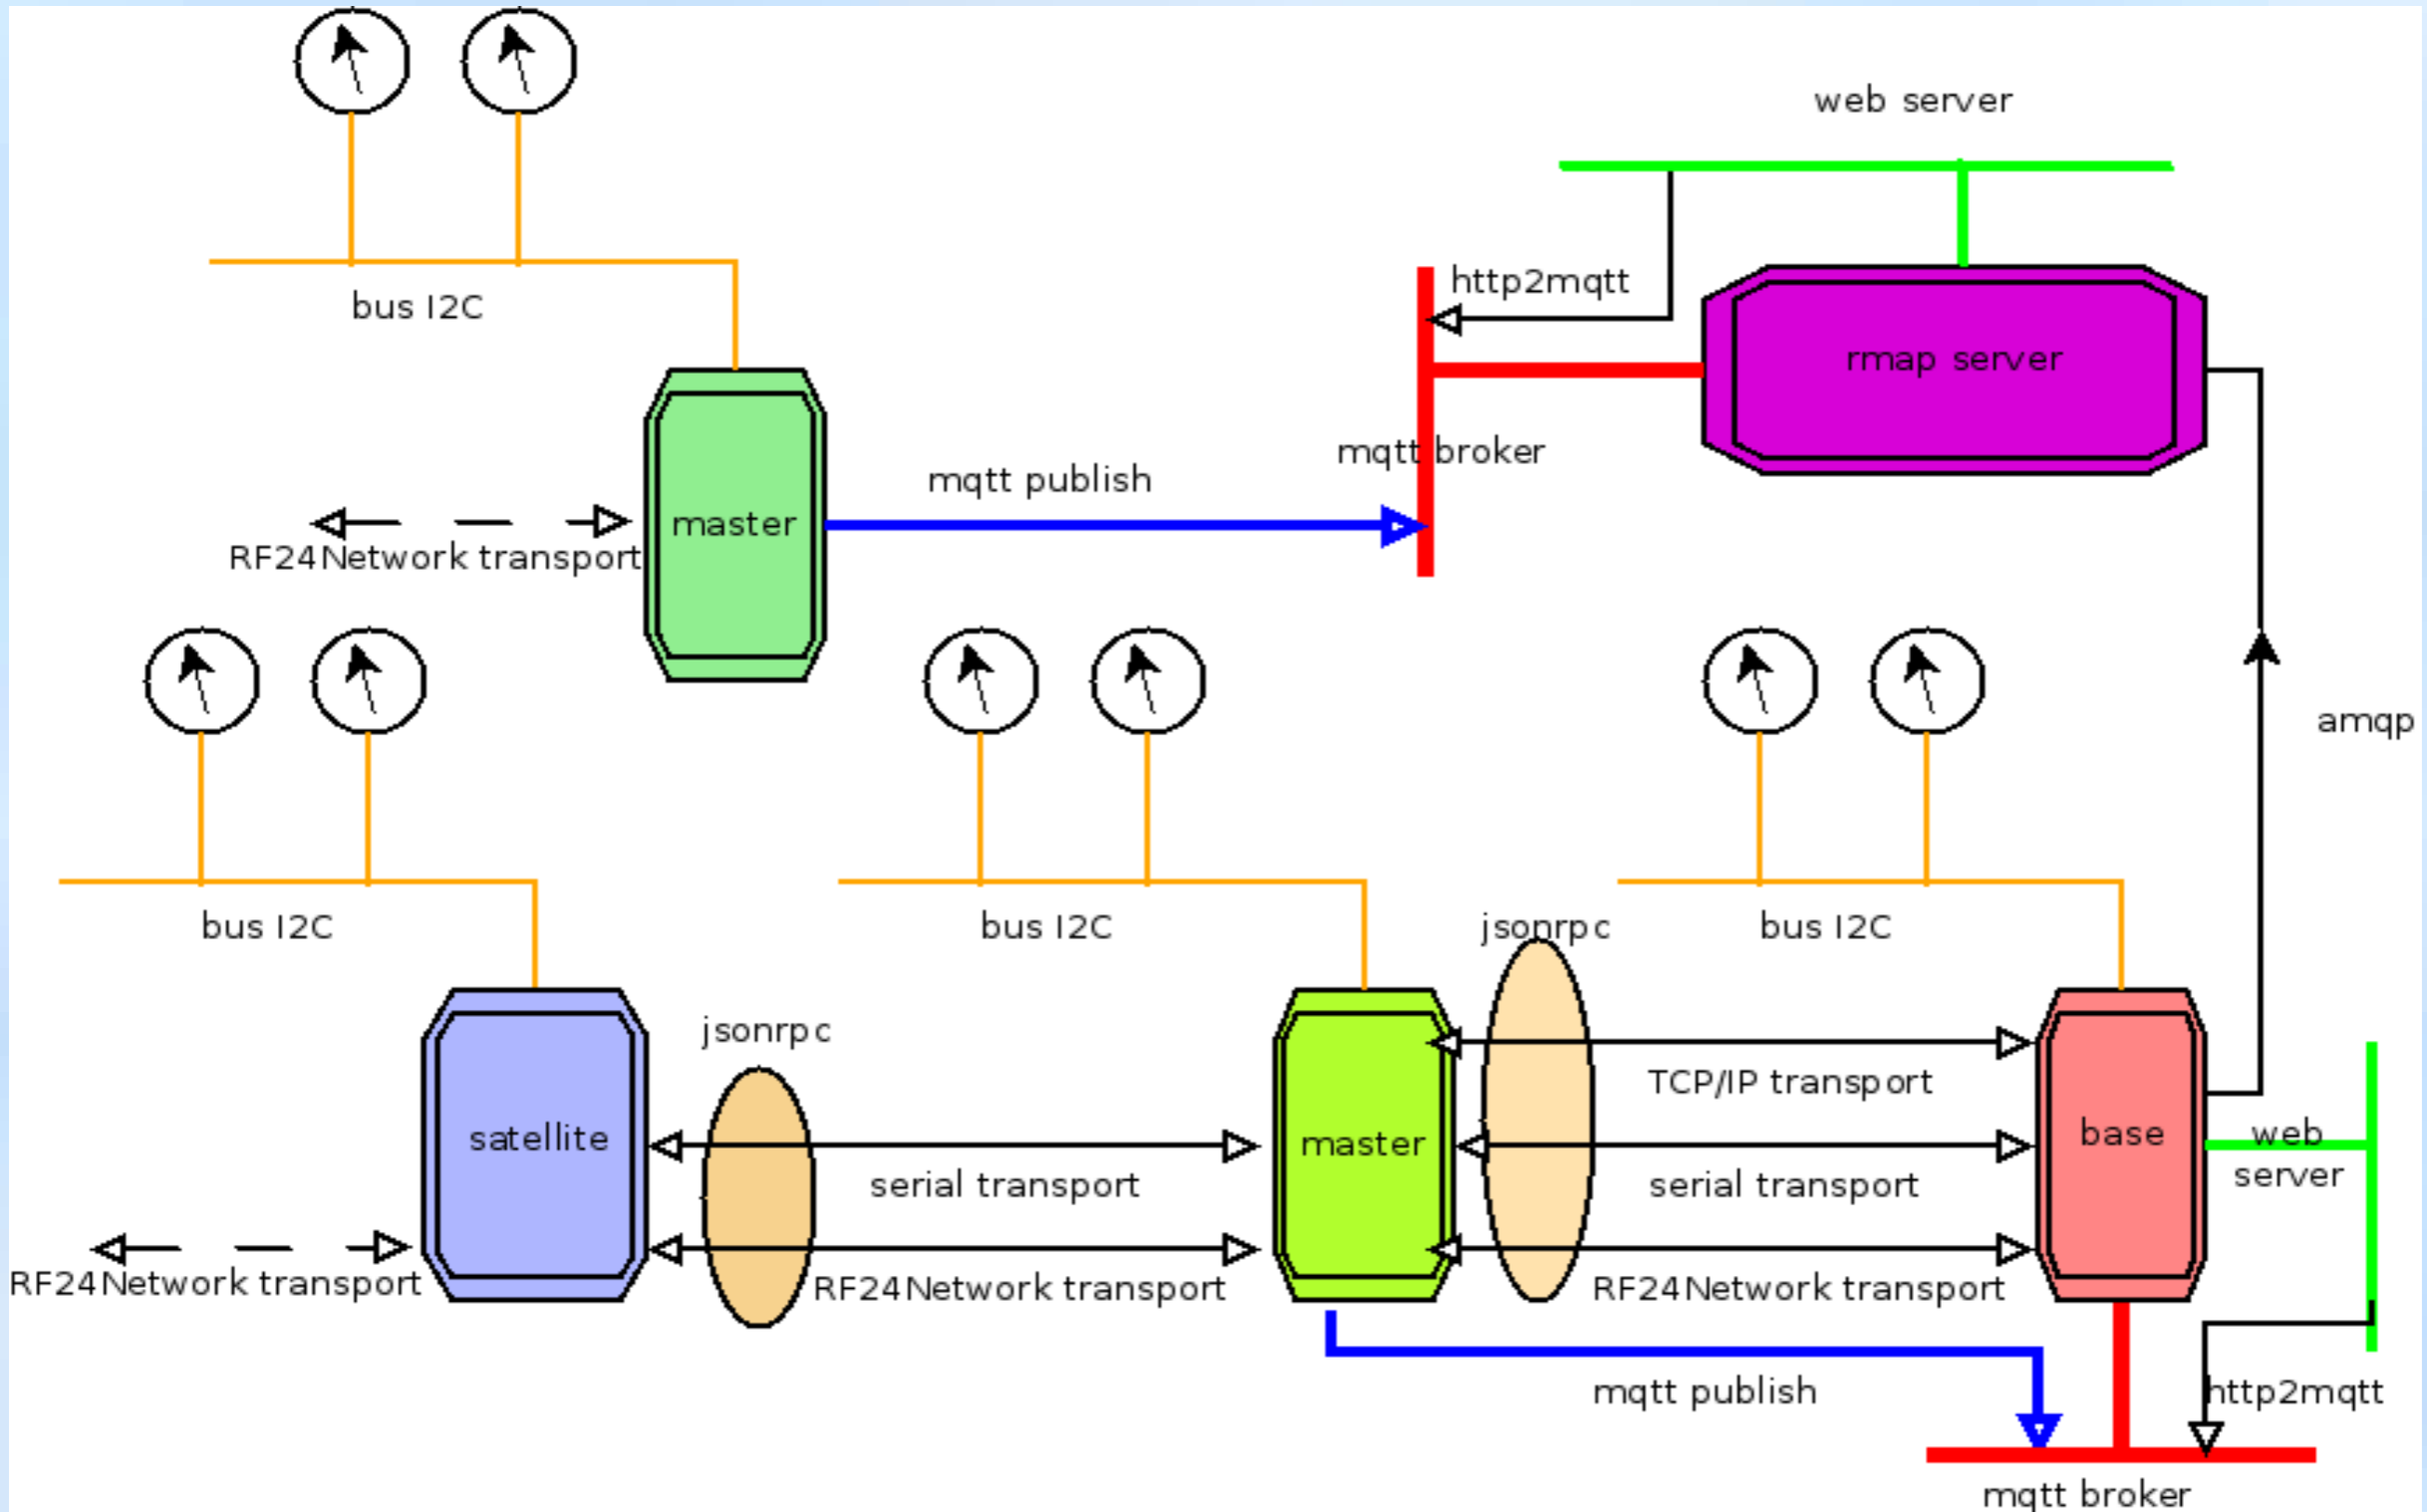 web server
bus I2C
http2mqtt
rmap server
mqtt broker
mqtt publish
master
RF24Network transport
amqp
bus I2C
bus I2C
jsonrpc
bus I2C
jsonrpc
TCP/IP transport
satellite
master
base
web
server
serial transport
serial transport
RF24Network transport
RF24Network transport
RF24Network transport
mqtt publish
http2mqtt
mqtt broker